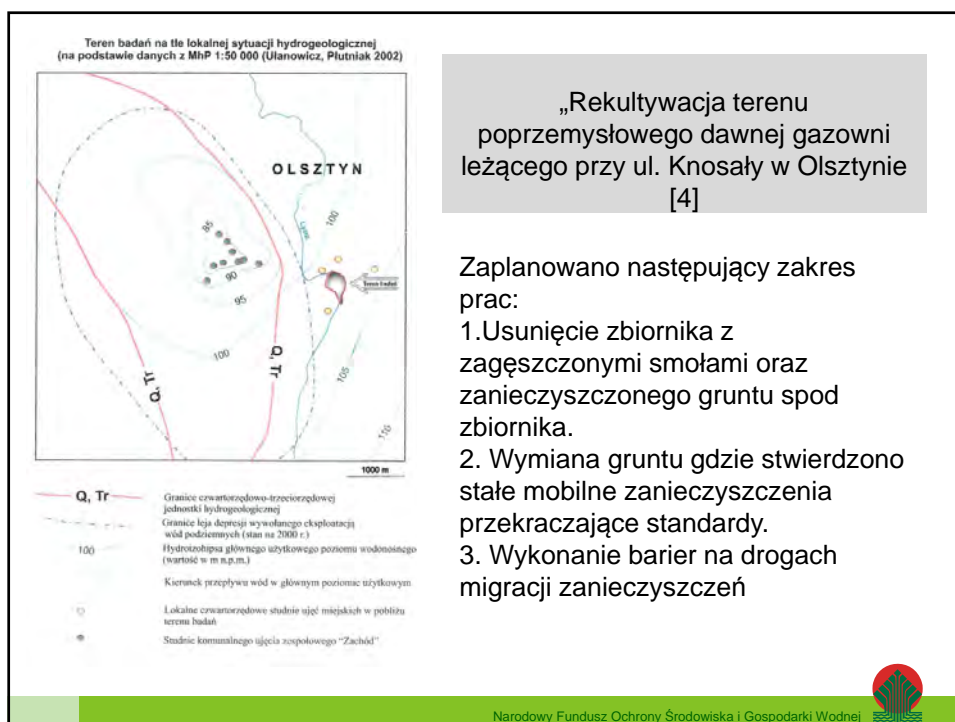 Teren badań na tle lokalnej sytuacji hydrogeologicznej
(na podstawie danych z MhP 1:50 000 (Ulanowicz, Plutniak 2002)
OLSZTYN
Łyna
100
85
90
95
100
105
110
Teren badań
Q, Tr
Q, Tr
1000 m
Q, Tr
Granice czwartorzędowo-trzeciorzędowej
jednostki hydrogeologicznej
Granice leja depresji wywołanego eksploatacją
wód podziemnych (stan na 2000 r.)
100
Hydroizohipsa głównego użytkowego poziomu wodonośnego
(wartość w m n.p.m.)
Kierunek przepływu wód w głównym poziomie użytkowym
Lokalne czwartorzędowe studnie ujęć miejskich w pobliżu
terenu badań
Studnie komunalnego ujęcia zespołowego "Zachód"
„Rekultywacja terenu
poprzemysłowego dawnej gazowni
leżącego przy ul. Knosały w Olsztynie
[4]
Zaplanowano następujący zakres
prac:
1.Usunięcie zbiornika z
zagęszczonymi smołami oraz
zanieczyszczonego gruntu spod
zbiornika.
2. Wymiana gruntu gdzie stwierdzono
stałe mobilne zanieczyszczenia
przekraczające standardy.
3. Wykonanie barier na drogach
migracji zanieczyszczeń
Narodowy Fundusz Ochrony Środowiska i Gospodarki Wodnej